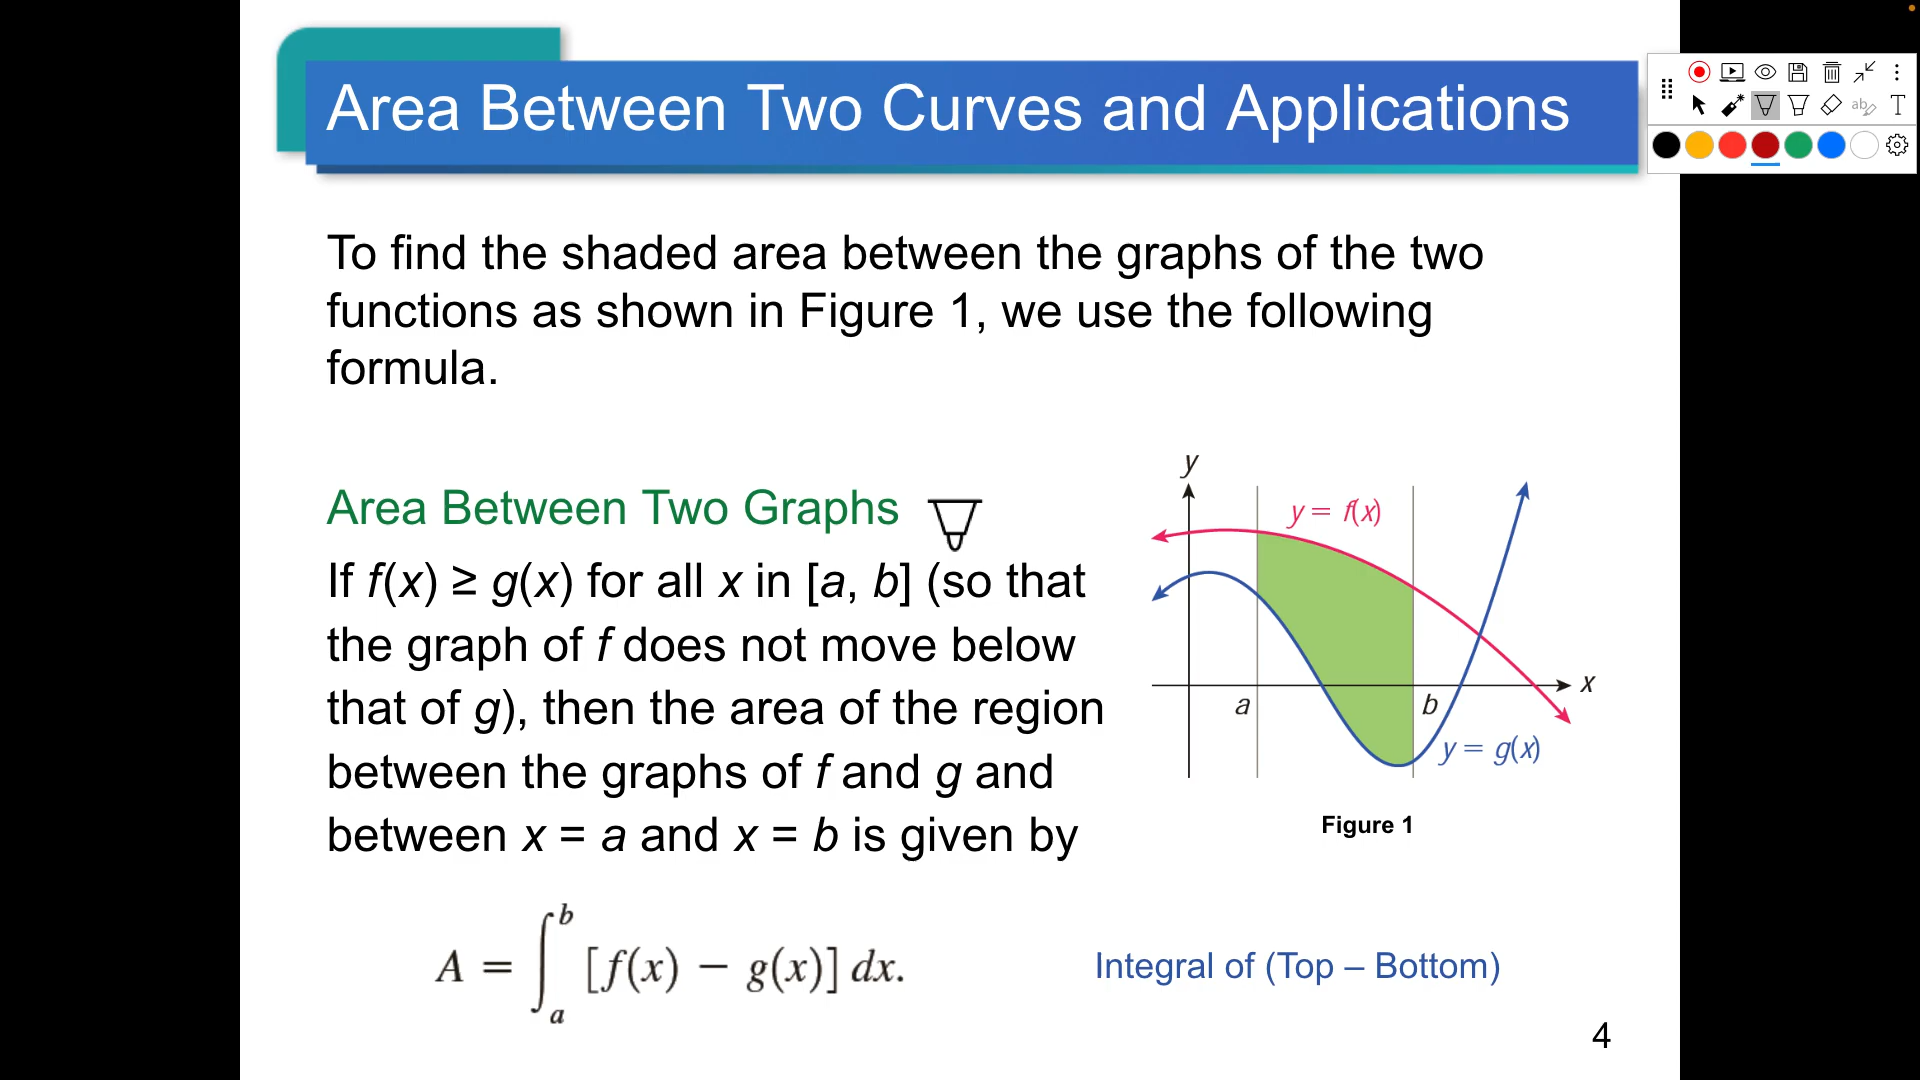 Area Between Two Curves and Applications
To find the shaded area between the graphs of the two
functions as shown in Figure 1, we use the following
formula.
Area Between Two Graphs
If f(x) ≥ g(x) for all x in [a, b] (so that
the graph of f does not move below
that of g), then the area of the region
between the graphs of f and g and
between x = a and x = b is given by
A = ∫_a^b [f(x) − g(x)] dx.
y
y = f(x)
x
a
b
y = g(x)
Figure 1
Integral of (Top – Bottom)
4
ab
T